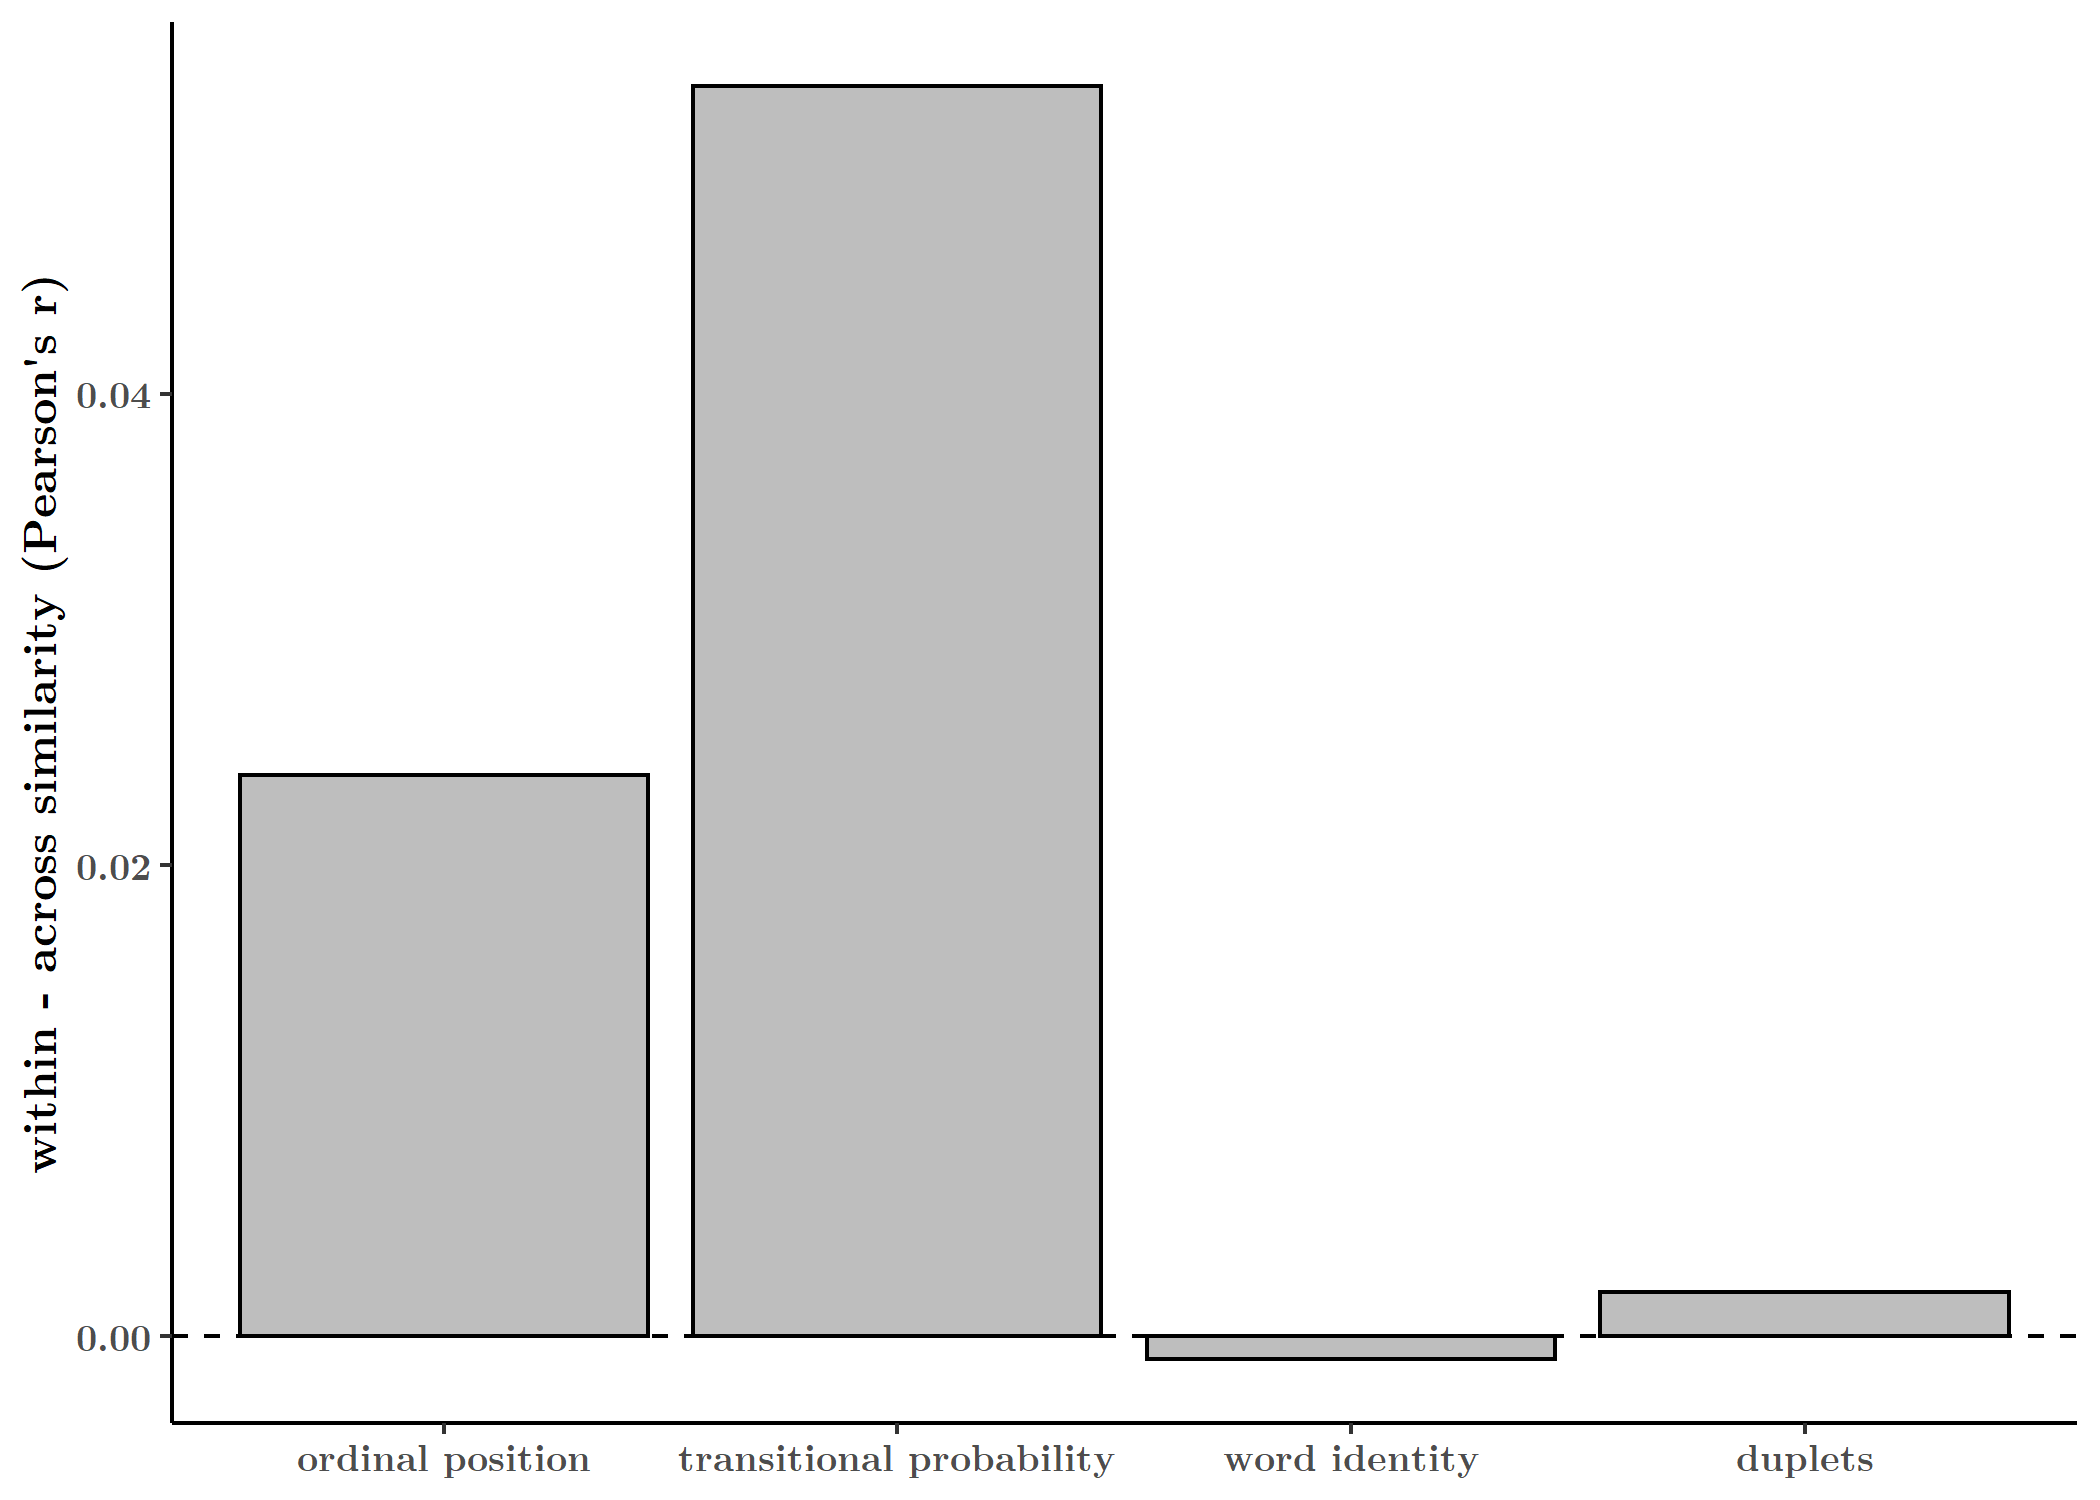 within - across similarity (Pearson's r)
0.04
0.02
0.00
ordinal position
transitional probability
word identity
duplets